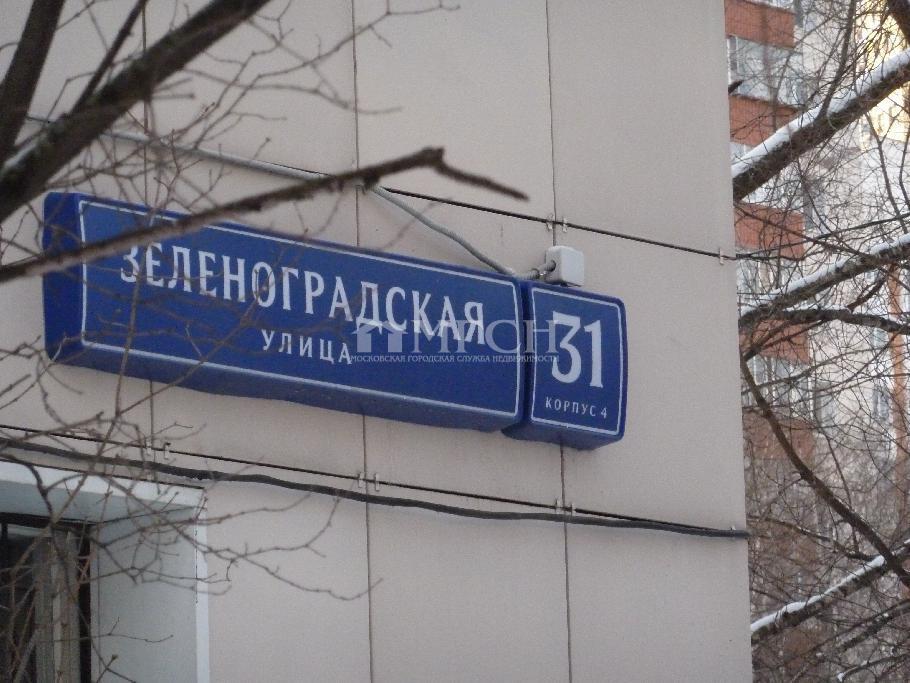 ЗЕЛЕНОГРАДСКАЯ
УЛИЦА
31
КОРПУС 4
МГСН
МОСКОВСКАЯ ГОРОДСКАЯ СЛУЖБА НЕДВИЖИМОСТИ